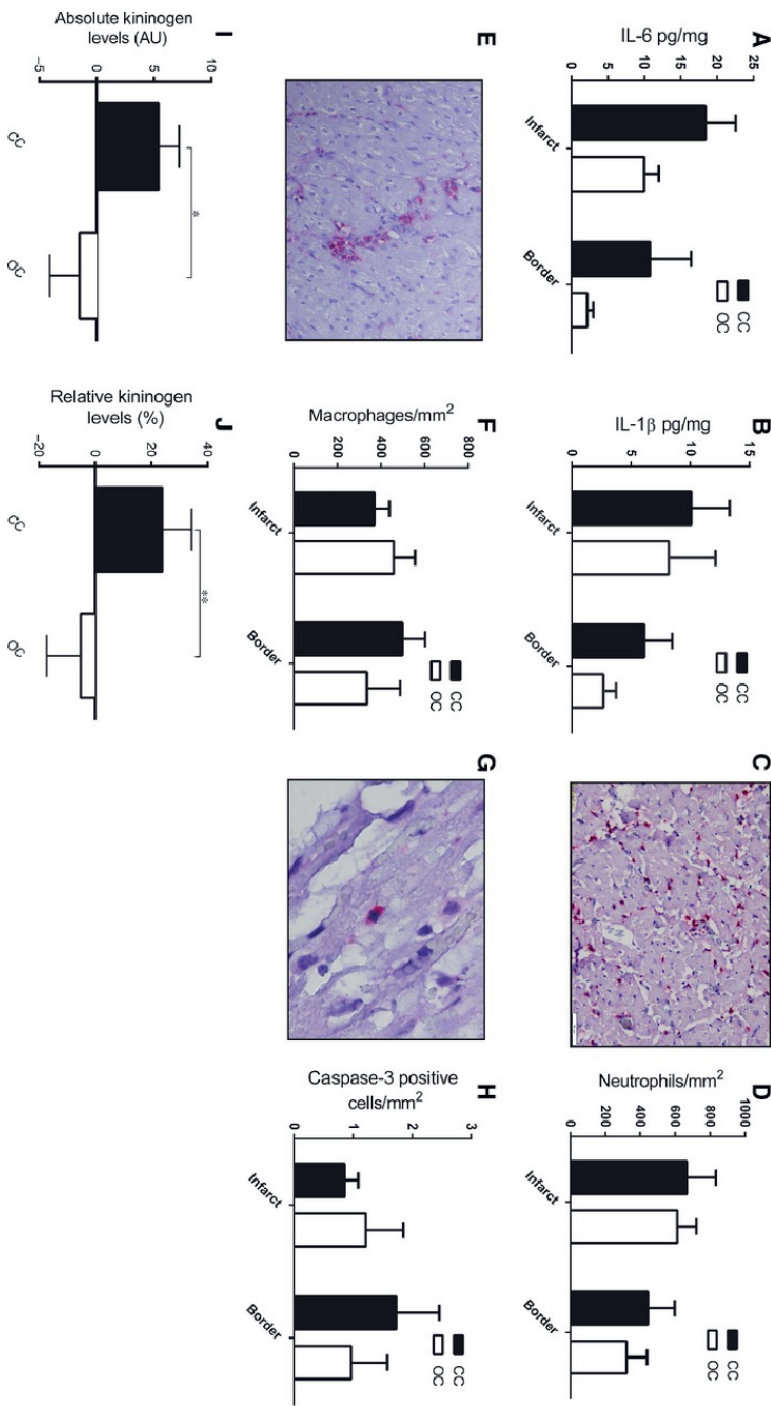 A
IL-6 pg/mg
25
20
15
10
5
0
Infarct
Border
CC
OC
B
IL-1β pg/mg
15
10
5
0
Infarct
Border
CC
OC
C
D
Neutrophils/mm²
1000
800
600
400
200
0
Infarct
Border
CC
OC
E
F
Macrophages/mm²
800
600
400
200
0
Infarct
Border
CC
OC
G
H
Caspase-3 positive
cells/mm²
3
2
1
0
Infarct
Border
CC
OC
I
Absolute kininogen
levels (AU)
10
5
0
−5
*
CC
OC
J
Relative kininogen
levels (%)
40
20
0
−20
**
CC
OC